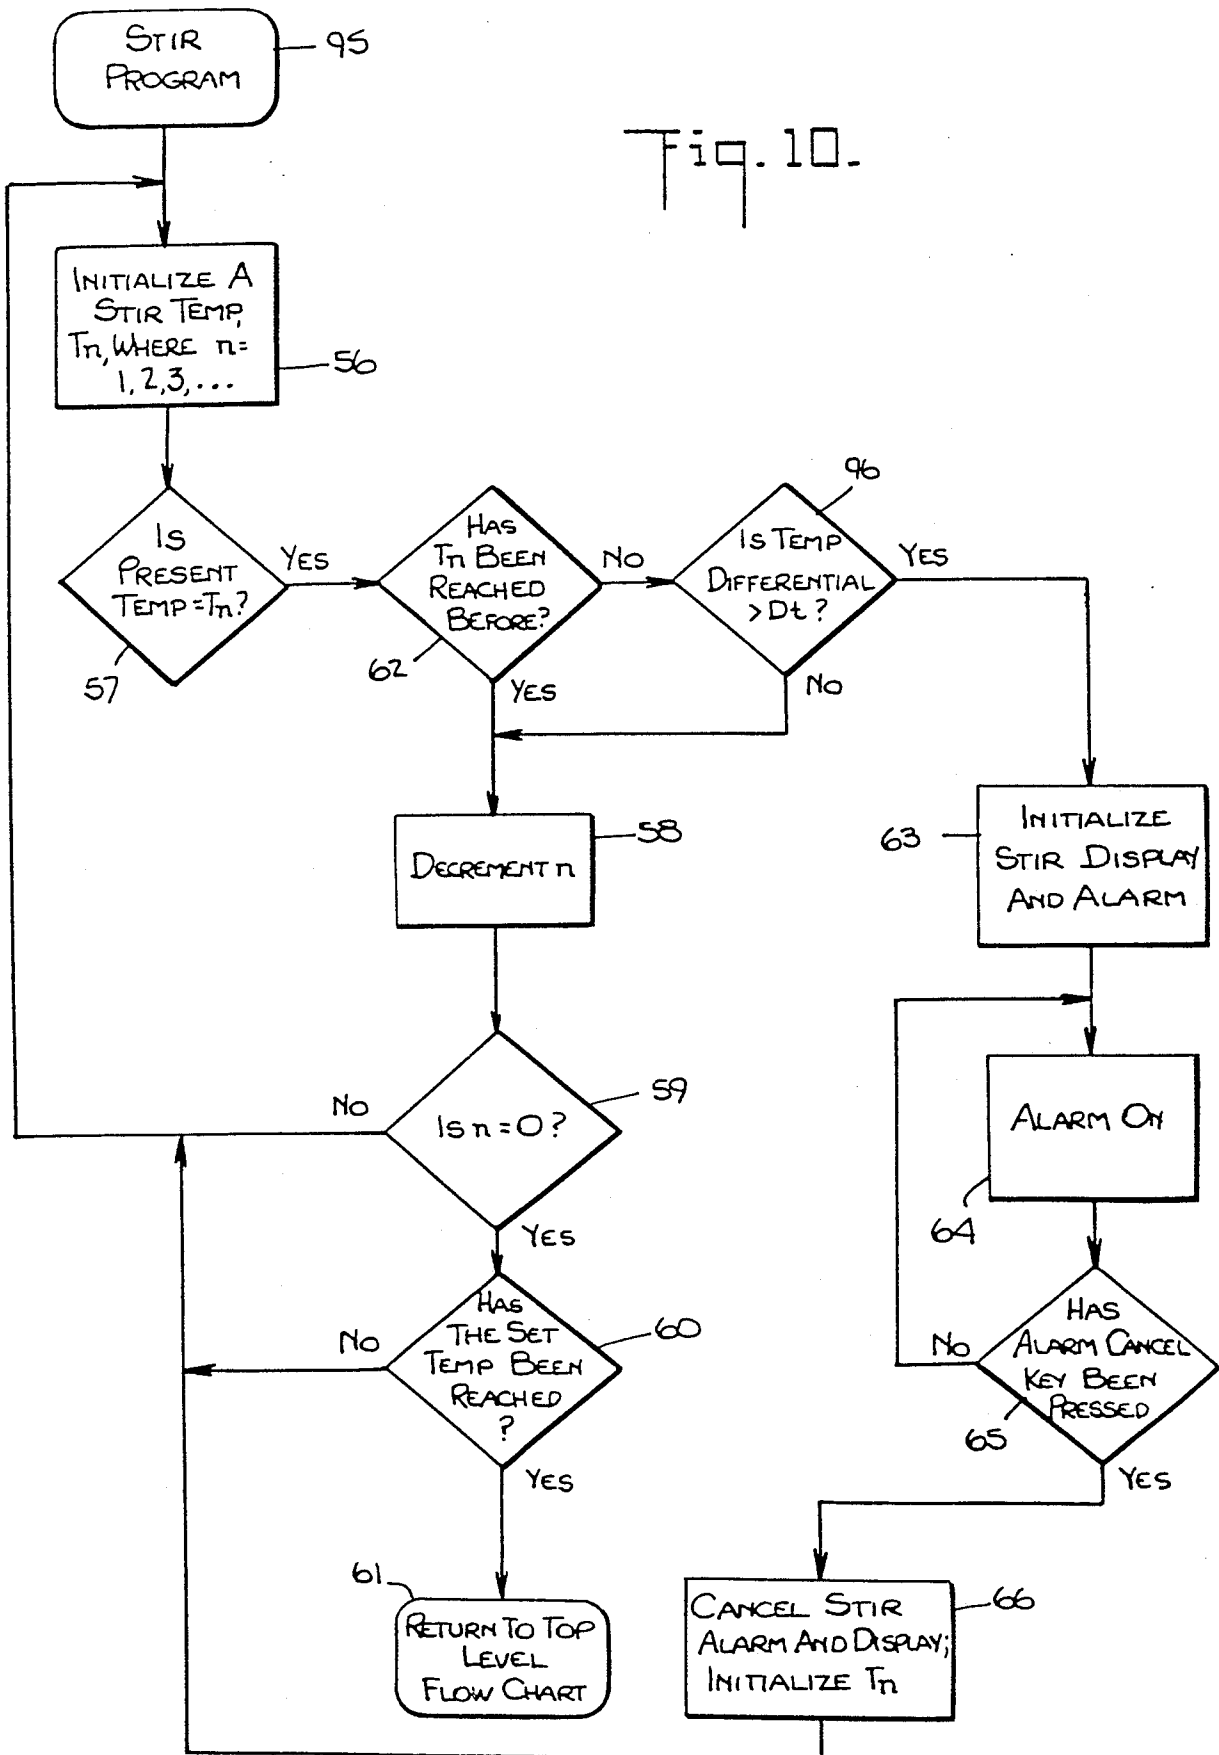 STIR
PROGRAM
95
Fig. 10.
INITIALIZE A
STIR TEMP,
Tn, WHERE n=
1, 2, 3, ...
56
IS
PRESENT
TEMP=Tn?
57
YES
HAS
Tn BEEN
REACHED
BEFORE?
62
NO
YES
96
IS TEMP
DIFFERENTIAL
>Dt?
YES
NO
DECREMENT n
58
63
INITIALIZE
STIR DISPLAY
AND ALARM
NO
IS n=0?
59
YES
ALARM ON
64
NO
HAS
THE SET
TEMP BEEN
REACHED
?
60
YES
NO
HAS
ALARM CANCEL
KEY BEEN
PRESSED
65
YES
61
RETURN TO TOP
LEVEL
FLOW CHART
CANCEL STIR
ALARM AND DISPLAY;
INITIALIZE Tn
66